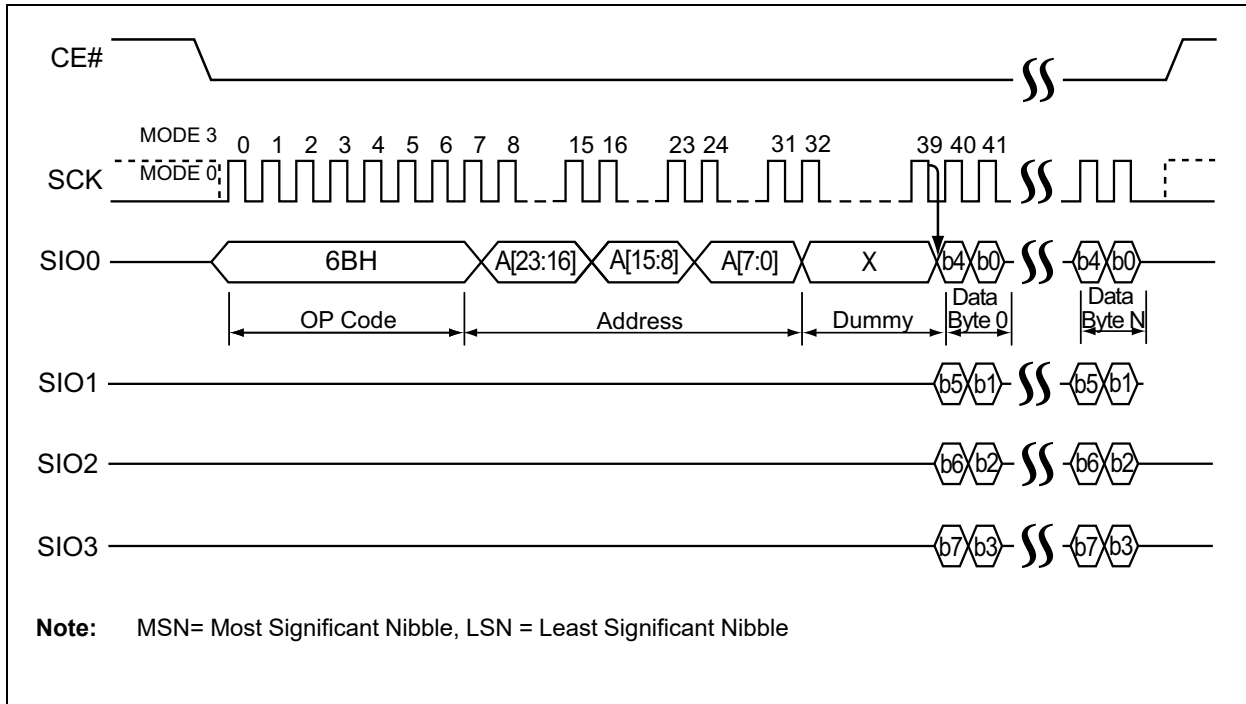 CE#
MODE 3
0 1 2 3 4 5 6 7 8 15 16 23 24 31 32 39 40 41
SCK
MODE 0
SIO0
6BH A[23:16] A[15:8] A[7:0] X b4 b0 b4 b0
OP Code Address Dummy Data Byte 0 Data Byte N
SIO1 b5 b1 b5 b1
SIO2 b6 b2 b6 b2
SIO3 b7 b3 b7 b3
Note: MSN= Most Significant Nibble, LSN = Least Significant Nibble